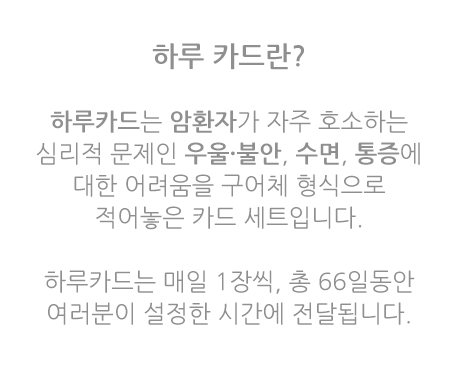 하루 카드란?
하루카드는 암환자가 자주 호소하는
심리적 문제인 우울·불안, 수면, 통증에
대한 어려움을 구어체 형식으로
적어놓은 카드 세트입니다.
하루카드는 매일 1장씩, 총 66일동안
여러분이 설정한 시간에 전달됩니다.